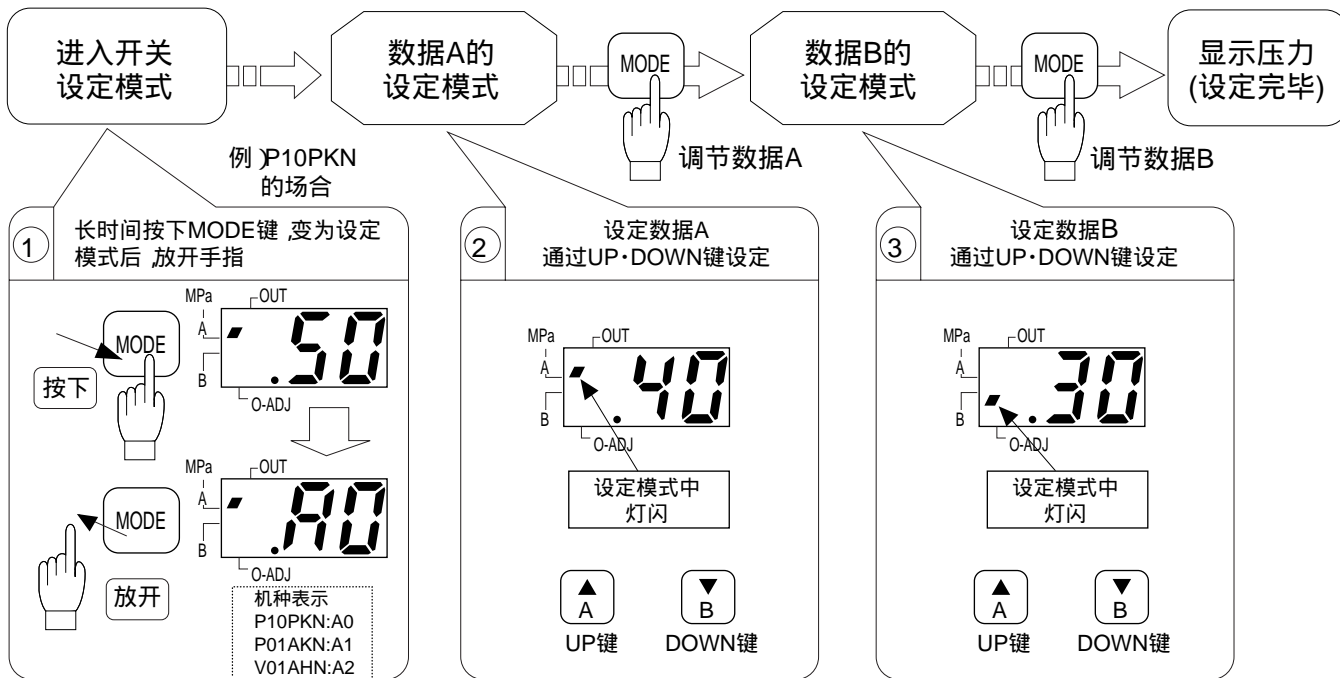 进入开关
设定模式
数据A的
设定模式
MODE
调节数据A
数据B的
设定模式
MODE
调节数据B
显示压力
(设定完毕)
例)P10PKN
的场合
1
长时间按下MODE键,变为设定
模式后,放开手指
MODE
按下
MPa
OUT
A
B
.50
O-ADJ
MODE
放开
MPa
OUT
A
B
.A0
O-ADJ
机种表示
P10PKN:A0
P01AKN:A1
V01AHN:A2
2
设定数据A
通过UP·DOWN键设定
MPa
OUT
A
B
.40
O-ADJ
设定模式中
灯闪
A
UP键
B
DOWN键
3
设定数据B
通过UP·DOWN键设定
MPa
OUT
A
B
.30
O-ADJ
设定模式中
灯闪
A
UP键
B
DOWN键